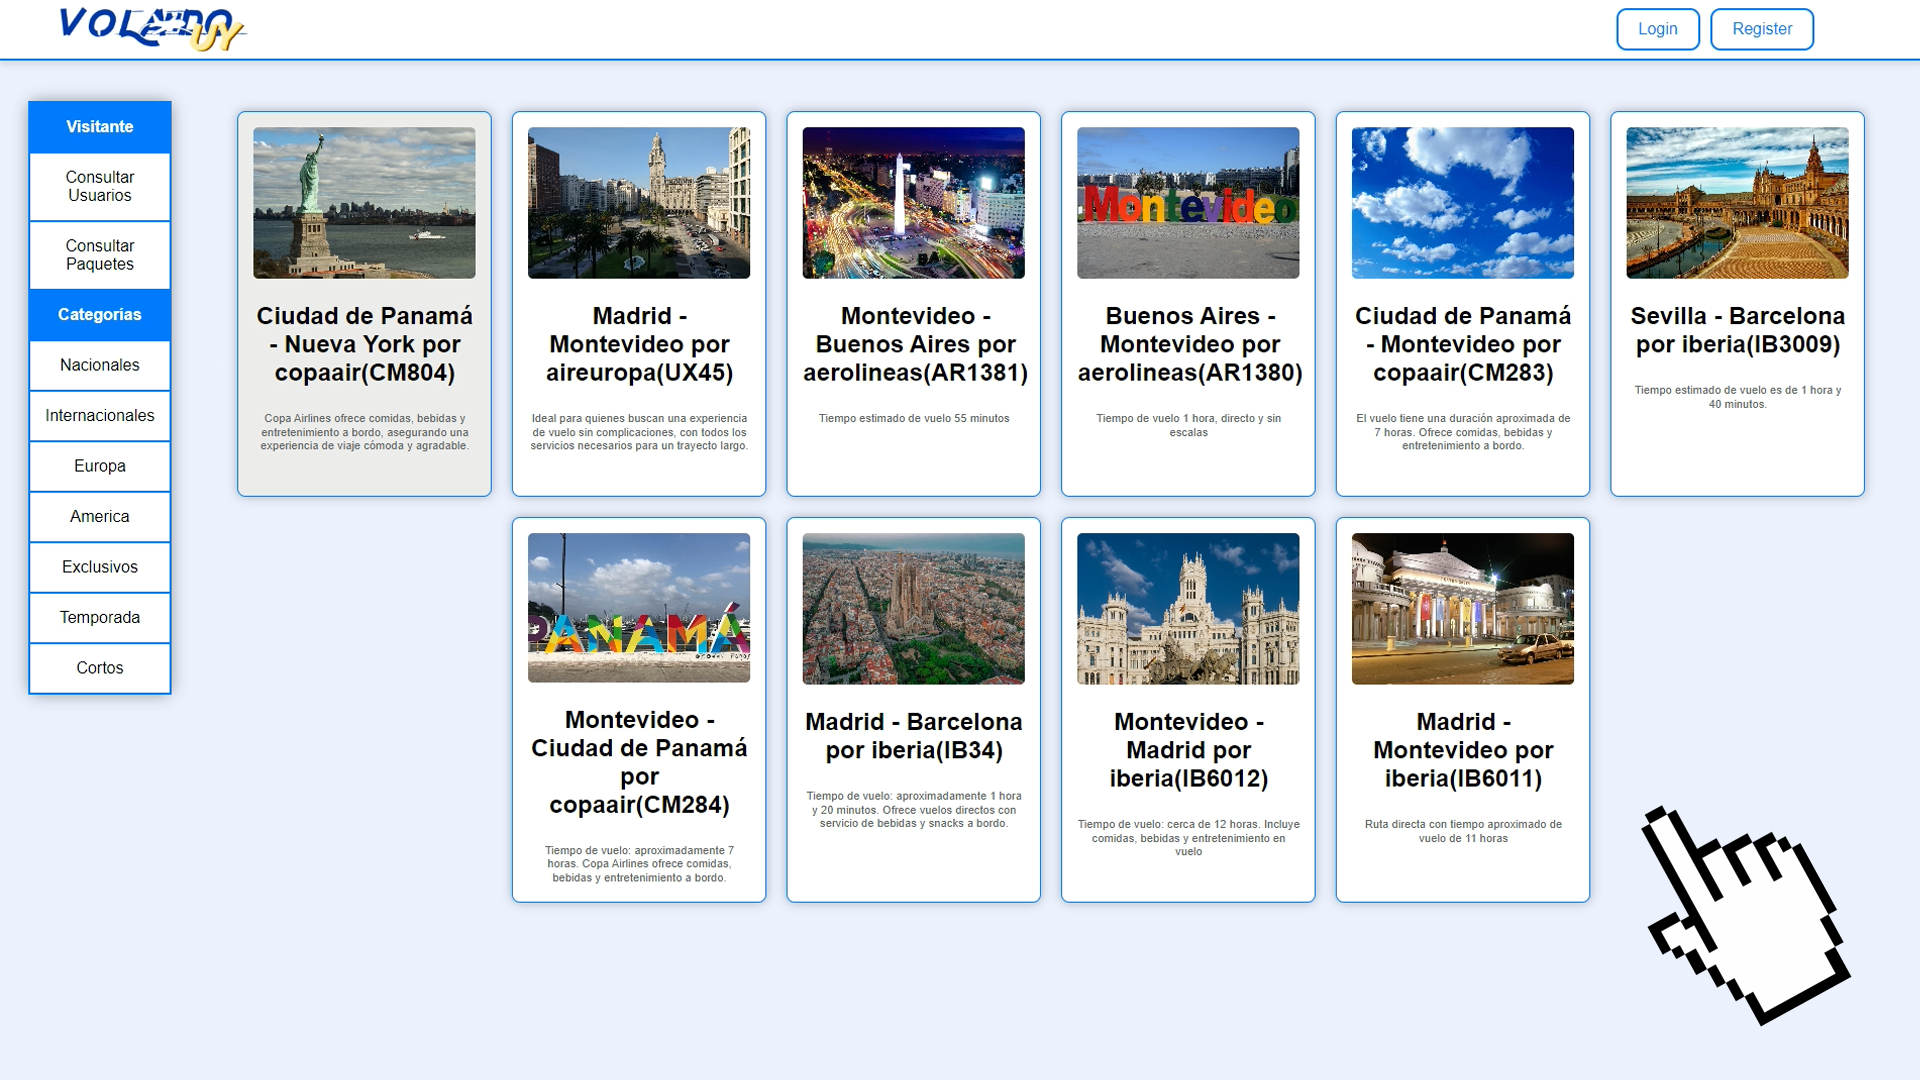 VOLANDO
UY
Login
Register
Visitante
Consultar
Usuarios
Consultar
Paquetes
Categorías
Nacionales
Internacionales
Europa
America
Exclusivos
Temporada
Cortos
Ciudad de Panamá
- Nueva York por
copaair(CM804)
Copa Airlines ofrece comidas, bebidas y
entretenimiento a bordo, asegurando una
experiencia de viaje cómoda y agradable.
Madrid -
Montevideo por
aireuropa(UX45)
Ideal para quienes buscan una experiencia
de vuelo sin complicaciones, con todos los
servicios necesarios para un trayecto largo.
BA
Montevideo -
Buenos Aires por
aerolineas(AR1381)
Tiempo estimado de vuelo 55 minutos
Montevideo
Buenos Aires -
Montevideo por
aerolineas(AR1380)
Tiempo de vuelo 1 hora, directo y sin
escalas
Ciudad de Panamá
- Montevideo por
copaair(CM283)
El vuelo tiene una duración aproximada de
7 horas. Ofrece comidas, bebidas y
entretenimiento a bordo.
Sevilla - Barcelona
por iberia(IB3009)
Tiempo estimado de vuelo es de 1 hora y
40 minutos.
PANAMÁ
Montevideo -
Ciudad de Panamá
por
copaair(CM284)
Tiempo de vuelo: aproximadamente 7
horas. Copa Airlines ofrece comidas,
bebidas y entretenimiento a bordo.
Madrid - Barcelona
por iberia(IB34)
Tiempo de vuelo: aproximadamente 1 hora
y 20 minutos. Ofrece vuelos directos con
servicio de bebidas y snacks a bordo.
Montevideo -
Madrid por
iberia(IB6012)
Tiempo de vuelo: cerca de 12 horas. Incluye
comidas, bebidas y entretenimiento en
vuelo
Madrid -
Montevideo por
iberia(IB6011)
Ruta directa con tiempo aproximado de
vuelo de 11 horas